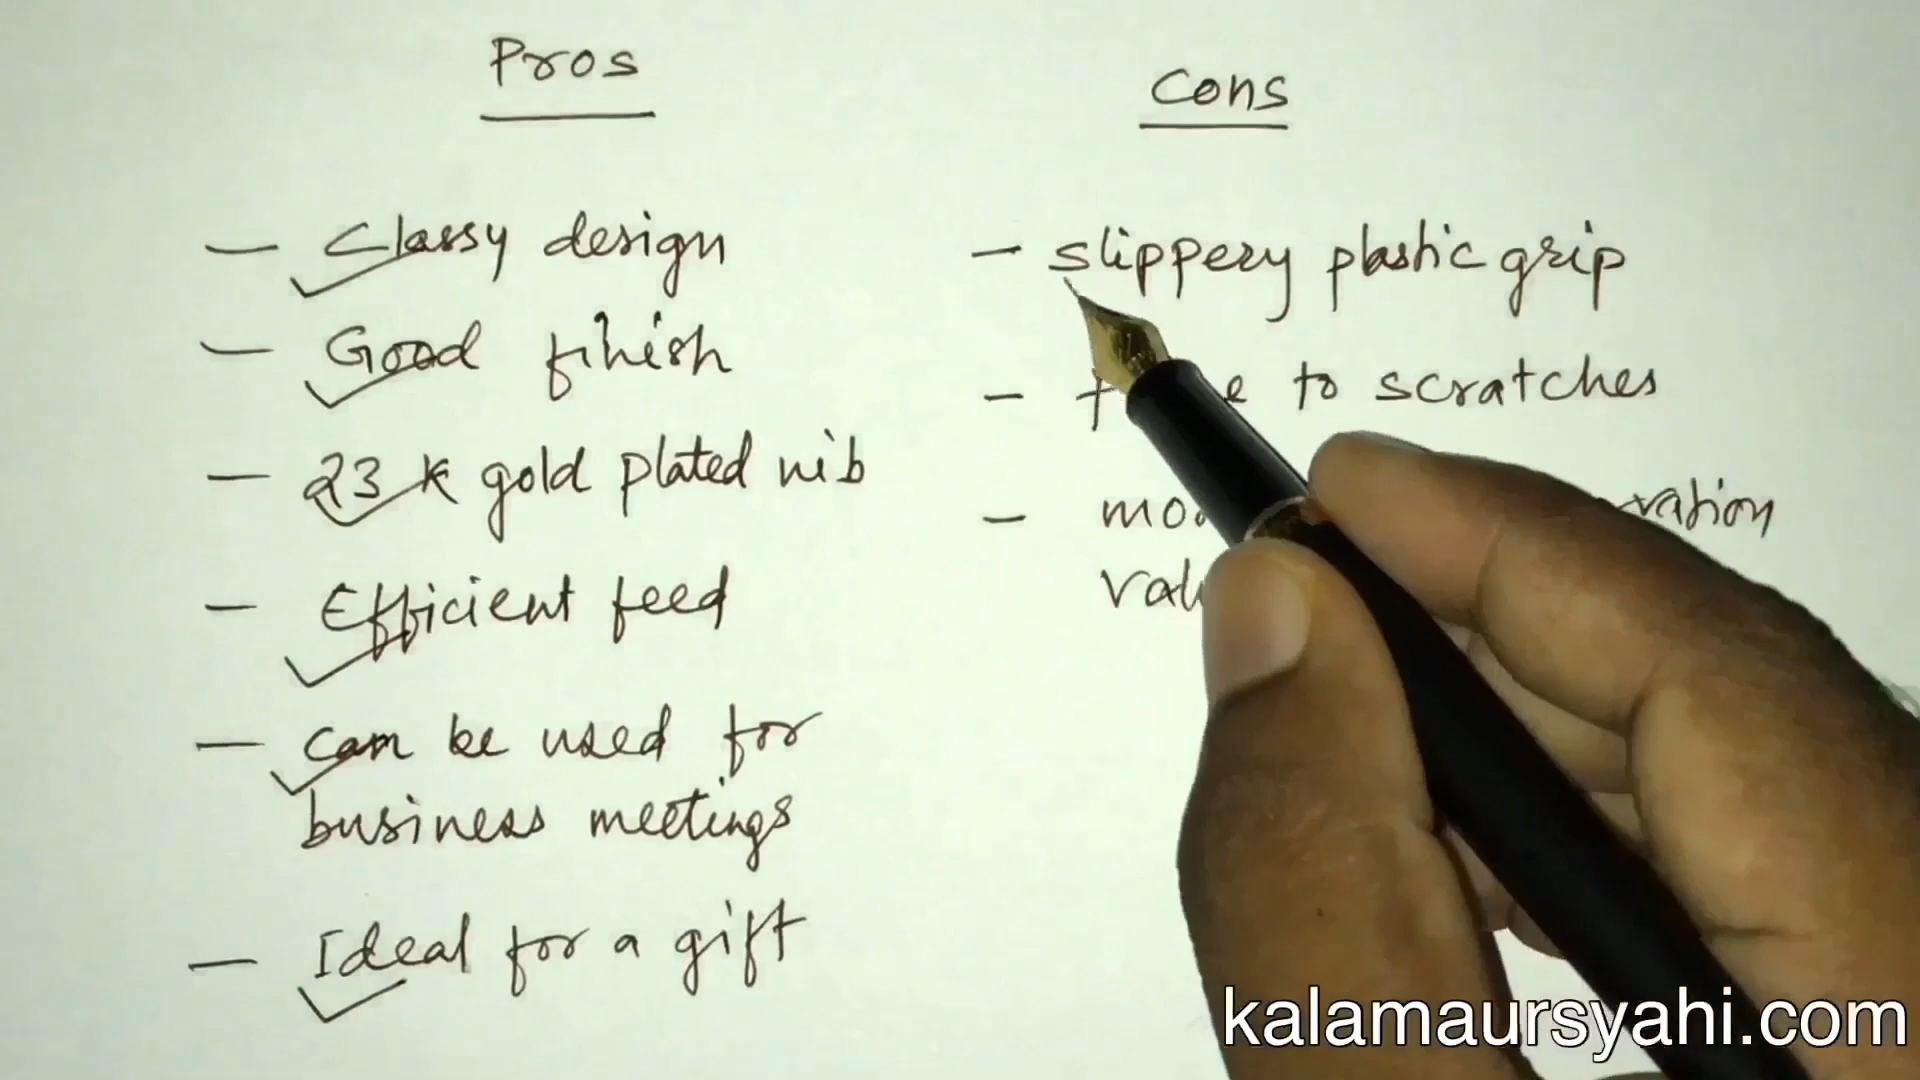 Pros
— Classy design
— Good finish
— 23 K gold plated nib
— Efficient feed
— can be used for
business meetings
— Ideal for a gift
Cons
— slippery plastic grip
— to scratches
—
kalamaursyahi.com